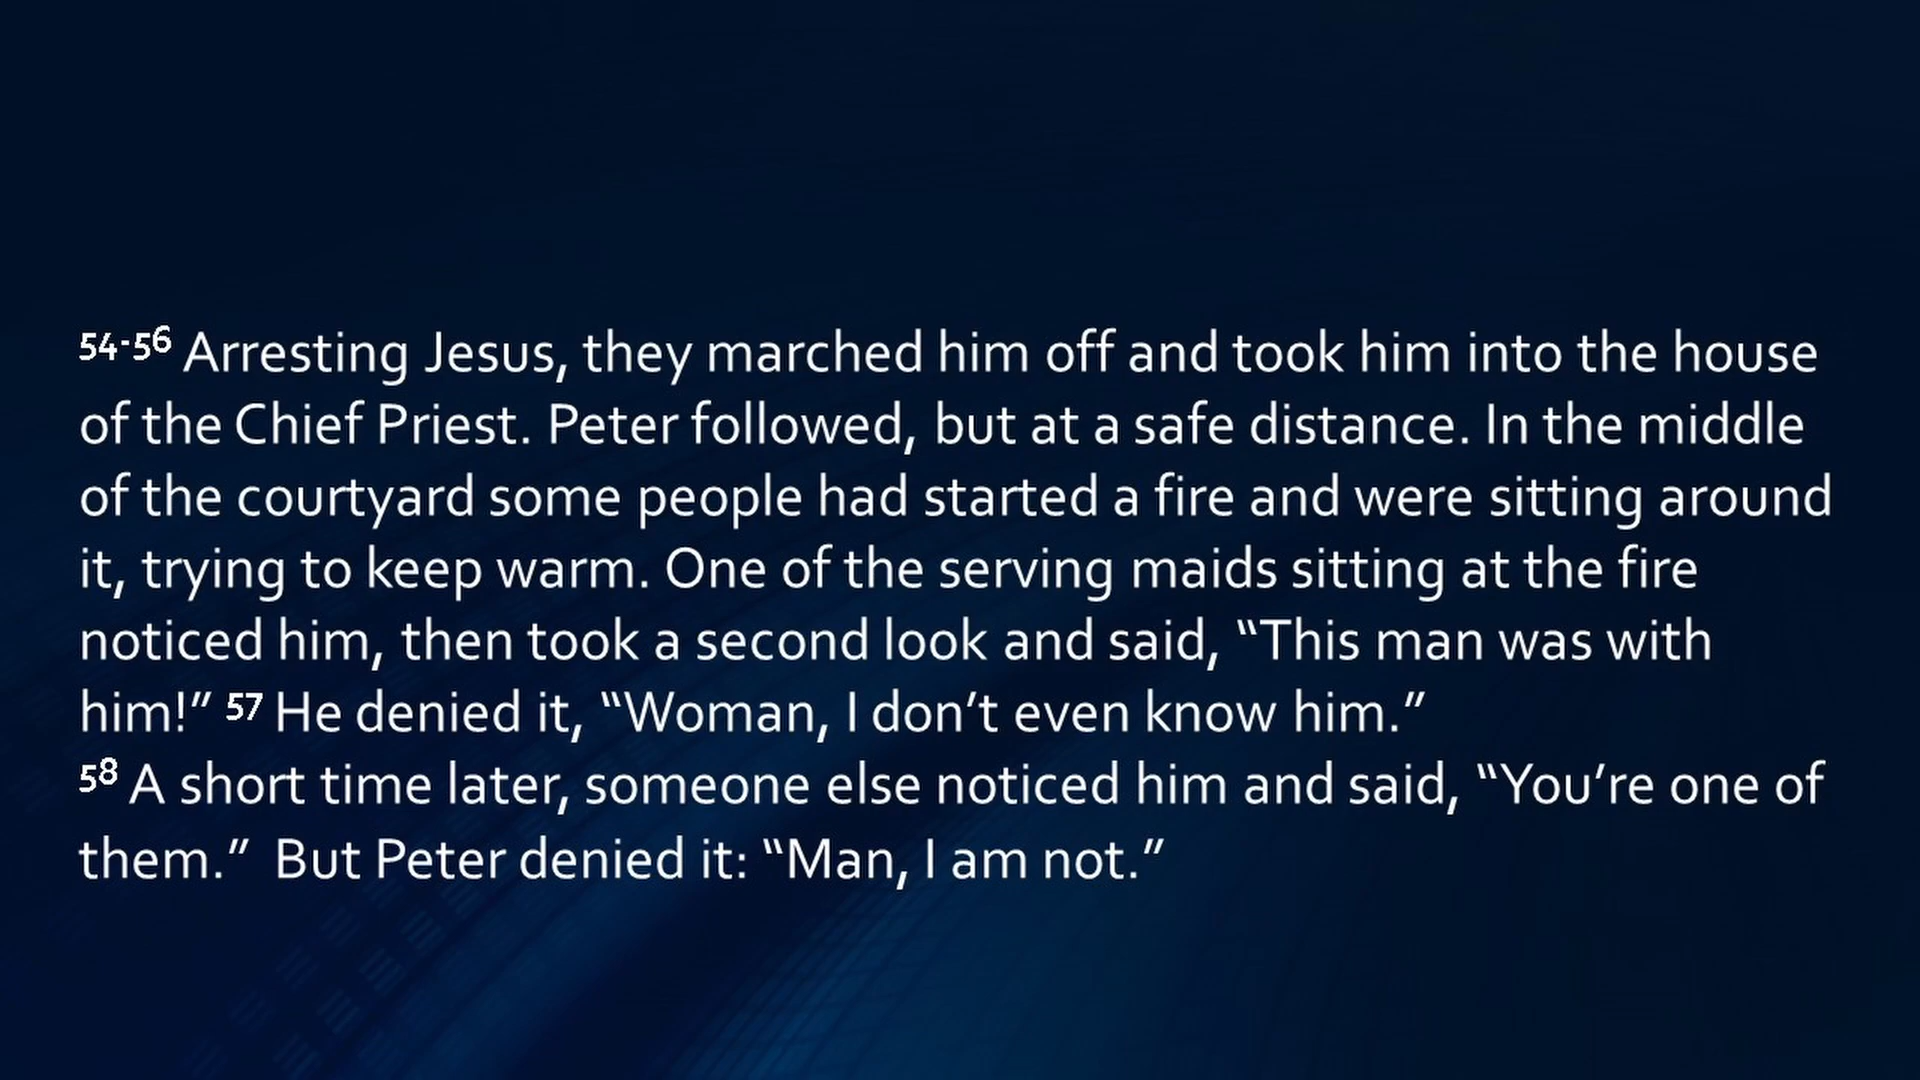 54-56 Arresting Jesus, they marched him off and took him into the house
of the Chief Priest. Peter followed, but at a safe distance. In the middle
of the courtyard some people had started a fire and were sitting around
it, trying to keep warm. One of the serving maids sitting at the fire
noticed him, then took a second look and said, “This man was with
him!” 57 He denied it, “Woman, I don’t even know him.”
58 A short time later, someone else noticed him and said, “You’re one of
them.”  But Peter denied it: “Man, I am not.”